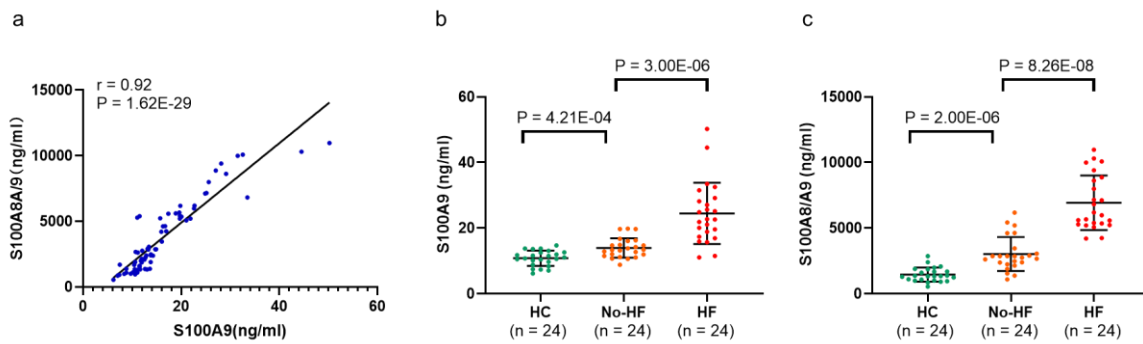 a
r = 0.92
P = 1.62E-29
S100A8/A9(ng/ml)
15000
10000
5000
0
0
20
40
60
S100A9(ng/ml)
b
P = 3.00E-06
P = 4.21E-04
S100A9 (ng/ml)
60
40
20
0
HC
(n = 24)
No-HF
(n = 24)
HF
(n = 24)
c
P = 8.26E-08
P = 2.00E-06
S100A8/A9 (ng/ml)
15000
10000
5000
0
HC
(n = 24)
No-HF
(n = 24)
HF
(n = 24)